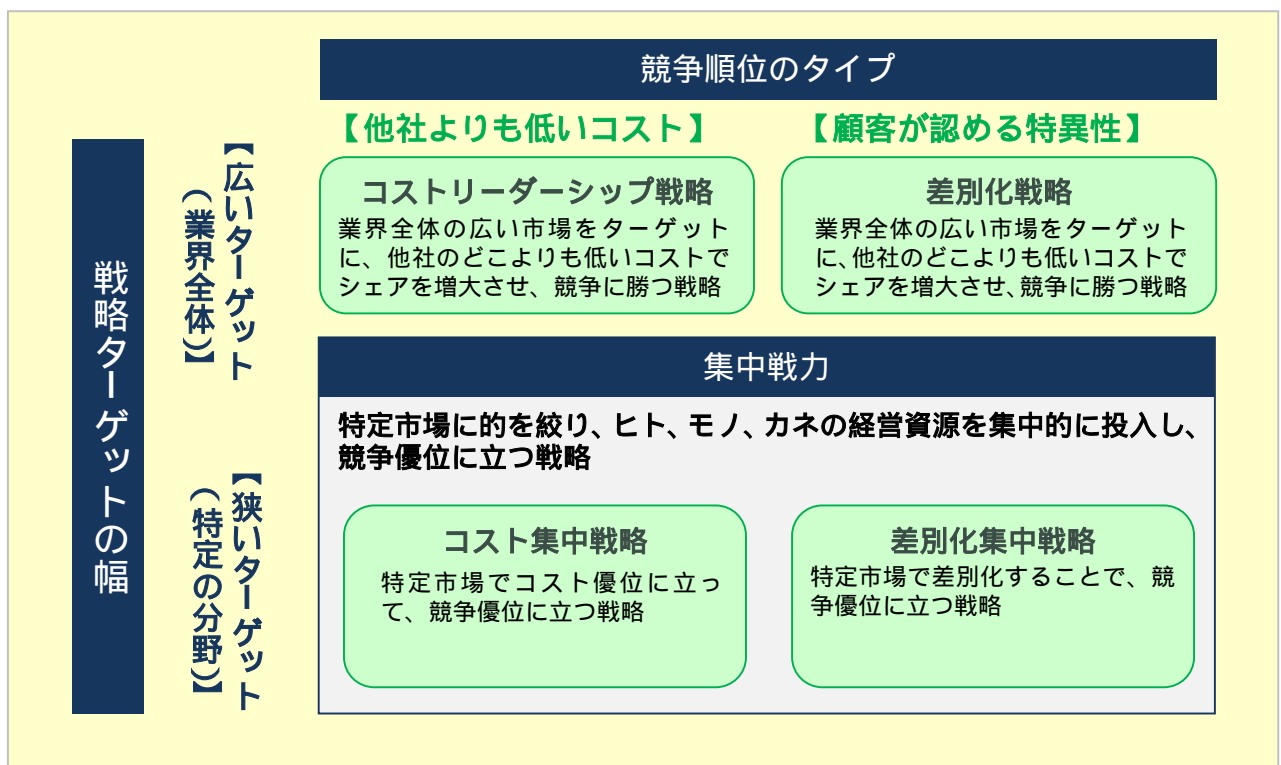 競争順位のタイプ
【他社よりも低いコスト】
【顧客が認める特異性】
戦略ターゲットの幅
【広いターゲット
(業界全体)】
コストリーダーシップ戦略
業界全体の広い市場をターゲット
に、他社のどこよりも低いコストで
シェアを増大させ、競争に勝つ戦略
差別化戦略
業界全体の広い市場をターゲット
に、他社のどこよりも低いコストで
シェアを増大させ、競争に勝つ戦略
【狭いターゲット
(特定の分野)】
集中戦力
特定市場に的を絞り、ヒト、モノ、カネの経営資源を集中的に投入し、
競争優位に立つ戦略
コスト集中戦略
特定市場でコスト優位に立っ
て、競争優位に立つ戦略
差別化集中戦略
特定市場で差別化することで、競
争優位に立つ戦略